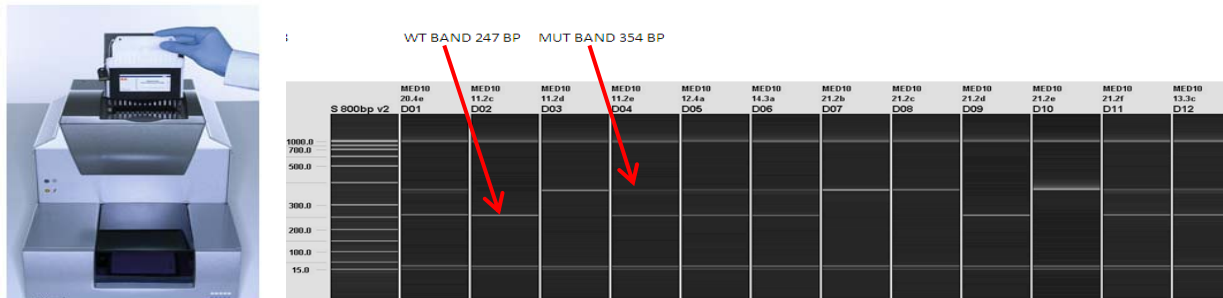 WT BAND 247 BP MUT BAND 354 BP
MED10 MED10 MED10 MED10 MED10 MED10 MED10 MED10 MED10 MED10 MED10 MED10
20.4e 11.2c 11.2d 11.2e 12.4a 14.3a 21.2b 21.2c 21.2d 21.2e 21.2f 13.3c
S 800bp v2 D01 D02 D03 D04 D05 D06 D07 D08 D09 D10 D11 D12
1000.0
700.0
500.0
300.0
200.0
100.0
15.0